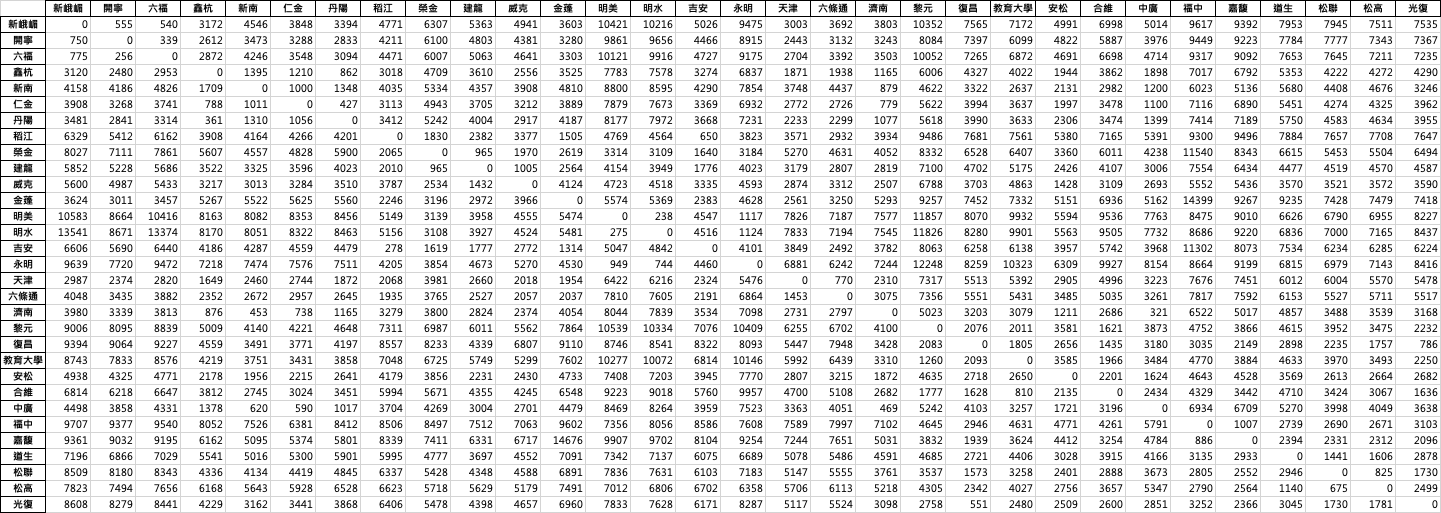 新峨嵋 開寧 六福 鑫杭 新南 仁金 丹陽 稻江 榮金 建龍 威克 金蓬 明美 明水 吉安 永明 天津 六條通 濟南 黎元 復昌 教育大學 安松 合維 中廣 福中 嘉馥 道生 松聯 松高 光復
新峨嵋 0 555 540 3172 4546 3848 3394 4771 6307 5363 4941 3603 10421 10216 5026 9475 3003 3692 3803 10352 7565 7172 4991 6998 5014 9617 9392 7953 7945 7511 7535
開寧 750 0 339 2612 3473 3288 2833 4211 6100 4803 4381 3280 9861 9656 4466 8915 2443 3132 3243 8084 7397 6099 4822 5887 3976 9449 9223 7784 7777 7343 7367
六福 775 256 0 2872 4246 3548 3094 4471 6007 5063 4641 3303 10121 9916 4727 9175 2704 3392 3503 10052 7265 6872 4691 6698 4714 9317 9092 7653 7645 7211 7235
鑫杭 3120 2480 2953 0 1395 1210 862 3018 4709 3610 2556 3525 7783 7578 3274 6837 1871 1938 1165 6006 4327 4022 1944 3862 1898 7017 6792 5353 4222 4272 4290
新南 4158 4186 4826 1709 0 1000 1348 4035 5334 4357 3908 4810 8800 8595 4290 7854 3748 4437 879 4622 3322 2637 2131 2982 1200 6023 5136 5680 4408 4676 3246
仁金 3908 3268 3741 788 1011 0 427 3113 4943 3705 3212 3889 7879 7673 3369 6932 2772 2726 779 5622 3994 3637 1997 3478 1100 7116 6890 5451 4274 4325 3962
丹陽 3481 2841 3314 361 1310 1056 0 3412 5242 4004 2917 4187 8177 7972 3668 7231 2233 2299 1077 5618 3990 3633 2306 3474 1399 7414 7189 5750 4583 4634 3955
稻江 6329 5412 6162 3908 4164 4266 4201 0 1830 2382 3377 1505 4769 4564 650 3823 3571 2932 3934 9486 7681 7561 5380 7165 5391 9300 9496 7884 7657 7708 7647
榮金 8027 7111 7861 5607 4557 4828 5900 2065 0 965 1970 2619 3314 3109 1640 3184 5270 4631 4052 8332 6528 6407 3360 6011 4238 11540 8343 6615 5453 5504 6494
建龍 5852 5228 5686 3522 3325 3596 4023 2010 965 0 1005 2564 4154 3949 1776 4023 3179 2807 2819 7100 4702 5175 2426 4107 3006 7554 6434 4477 4519 4570 4587
威克 5600 4987 5433 3217 3013 3284 3510 3787 2534 1432 0 4124 4723 4518 3335 4593 2874 3312 2507 6788 3703 4863 1428 3109 2693 5552 5436 3570 3521 3572 3590
金蓬 3624 3011 3457 5267 5522 5625 5560 2246 3196 2972 3966 0 5574 5369 2383 4628 2561 3250 5293 9257 7452 7332 5151 6936 5162 14399 9267 9235 7428 7479 7418
明美 10583 8664 10416 8163 8082 8353 8456 5149 3139 3958 4555 5474 0 238 4547 1117 7826 7187 7577 11857 8070 9932 5594 9536 7763 8475 9010 6626 6790 6955 8227
明水 13541 8671 13374 8170 8051 8322 8463 5156 3108 3927 4524 5481 275 0 4516 1124 7833 7194 7545 11826 8280 9901 5563 9505 7732 8686 9220 6836 7000 7165 8437
吉安 6606 5690 6440 4186 4287 4559 4479 278 1619 1777 2772 1314 5047 4842 0 4101 3849 2492 3782 8063 6258 6138 3957 5742 3968 11302 8073 7534 6234 6285 6224
永明 9639 7720 9472 7218 7474 7576 7511 4205 3854 4673 5270 4530 949 744 4460 0 6881 6242 7244 12248 8259 10323 6309 9927 8154 8664 9199 6815 6979 7143 8416
天津 2987 2374 2820 1649 2460 2744 1872 2068 3981 2660 2018 1954 6422 6216 2324 5476 0 770 2310 7317 5513 5392 2905 4996 3223 7676 7451 6012 6004 5570 5478
六條通 4048 3435 3882 2352 2672 2957 2645 1935 3765 2527 2057 2037 7810 7605 2191 6864 1453 0 3075 7356 5551 5431 3485 5035 3261 7817 7592 6153 5527 5711 5517
濟南 3980 3339 3813 876 453 738 1165 3279 3800 2824 2374 4054 8044 7839 3534 7098 2731 2797 0 5023 3203 3079 1211 2686 321 6522 5017 4857 3488 3539 3168
黎元 9006 8095 8839 5009 4140 4221 4648 7311 6987 6011 5562 7864 10539 10334 7076 10409 6255 6702 4100 0 2076 2011 3581 1621 3873 4752 3866 4615 3952 3475 2232
復昌 9394 9064 9227 4559 3491 3771 4197 8557 8233 4339 6807 9110 8746 8541 8322 5447 7948 3428 2083 0 1805 2656 1435 3180 3035 2149 2898 2235 1757 786
教育大學 8743 7833 8576 4219 3751 3431 3858 7048 6725 5749 5299 7602 10277 10072 6814 10146 5992 6439 3310 1260 2093 0 3585 1966 3484 4770 3884 4633 3970 3493 2250
安松 4938 4325 4771 2178 1956 2215 2641 4179 3856 2231 2430 4733 7408 7203 3945 7770 2807 3215 1872 4635 2718 2650 0 2201 1624 4643 4528 3569 2613 2664 2682
合維 6814 6218 6647 3812 2745 3024 3451 5994 5671 4355 4245 6548 9223 9018 5760 9957 4700 5108 2682 1777 1628 810 2135 0 2434 4329 3442 4710 3424 3067 1636
中廣 4498 3858 4331 1378 620 590 1017 3704 4269 3004 2701 4479 8469 8264 3959 7523 3363 4051 469 5242 4103 3257 1721 3196 0 6934 6709 5270 3998 4049 3638
福中 9707 9377 9540 8052 7526 6381 8412 8506 8497 7512 7063 9602 7356 8056 8586 7608 7589 7997 7102 4645 2946 4631 4771 4261 5791 0 1007 2739 2690 2671 3103
嘉馥 9361 9032 9195 6162 5095 5374 5801 8339 7411 6331 6717 14676 9907 9702 8104 9254 7244 7651 5031 3832 1939 3624 4412 3254 4784 886 0 2394 2331 2312 2096
道生 7196 6866 7029 5541 5016 5300 5901 5995 4777 3697 4552 7091 7342 7137 6075 6689 5078 5486 4591 4685 2721 4406 3028 3915 4166 3135 2933 0 1441 1606 2878
松聯 8509 8180 8343 4336 4134 4419 4845 6337 5428 4348 4588 6891 7836 7631 6103 7183 5147 5555 3761 3537 1573 3258 2401 2888 3673 2805 2552 2946 0 825 1730
松高 7823 7494 7656 6168 5643 5928 6528 6623 5718 5629 5179 7491 7012 6806 6702 6358 5706 6113 5218 4305 2342 4027 2756 3657 5347 2790 2564 1140 675 0 2499
光復 8608 8279 8441 4229 3162 3441 3868 6406 5478 4398 4657 6960 7833 7628 6171 8287 5117 5524 3098 2758 551 2480 2509 2600 2851 3252 2366 3045 1730 1781 0